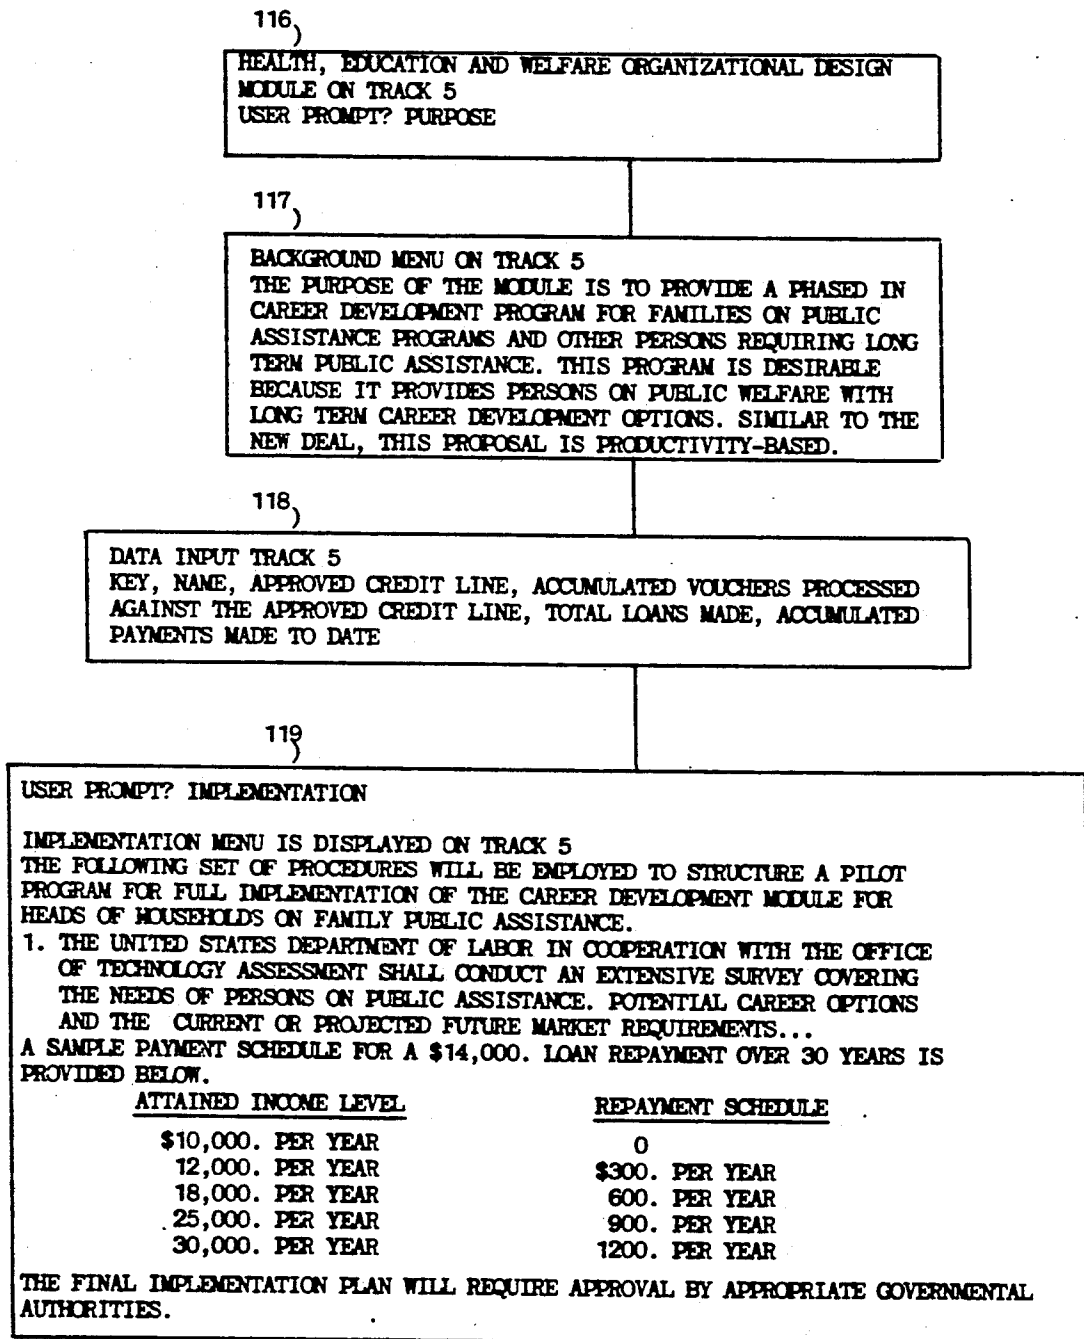 116
HEALTH, EDUCATION AND WELFARE ORGANIZATIONAL DESIGN
MODULE ON TRACK 5
USER PROMPT? PURPOSE
117
BACKGROUND MENU ON TRACK 5
THE PURPOSE OF THE MODULE IS TO PROVIDE A PHASED IN
CAREER DEVELOPMENT PROGRAM FOR FAMILIES ON PUBLIC
ASSISTANCE PROGRAMS AND OTHER PERSONS REQUIRING LONG
TERM PUBLIC ASSISTANCE. THIS PROGRAM IS DESIRABLE
BECAUSE IT PROVIDES PERSONS ON PUBLIC WELFARE WITH
LONG TERM CAREER DEVELOPMENT OPTIONS. SIMILAR TO THE
NEW DEAL, THIS PROPOSAL IS PRODUCTIVITY-BASED.
118
DATA INPUT TRACK 5
KEY, NAME, APPROVED CREDIT LINE, ACCUMULATED VOUCHERS PROCESSED
AGAINST THE APPROVED CREDIT LINE, TOTAL LOANS MADE, ACCUMULATED
PAYMENTS MADE TO DATE
119
USER PROMPT? IMPLEMENTATION
IMPLEMENTATION MENU IS DISPLAYED ON TRACK 5
THE FOLLOWING SET OF PROCEDURES WILL BE EMPLOYED TO STRUCTURE A PILOT
PROGRAM FOR FULL IMPLEMENTATION OF THE CAREER DEVELOPMENT MODULE FOR
HEADS OF HOUSEHOLDS ON FAMILY PUBLIC ASSISTANCE.
1. THE UNITED STATES DEPARTMENT OF LABOR IN COOPERATION WITH THE OFFICE
OF TECHNOLOGY ASSESSMENT SHALL CONDUCT AN EXTENSIVE SURVEY COVERING
THE NEEDS OF PERSONS ON PUBLIC ASSISTANCE. POTENTIAL CAREER OPTIONS
AND THE CURRENT OR PROJECTED FUTURE MARKET REQUIREMENTS...
A SAMPLE PAYMENT SCHEDULE FOR A $14,000. LOAN REPAYMENT OVER 30 YEARS IS
PROVIDED BELOW.
ATTAINED INCOME LEVEL REPAYMENT SCHEDULE
$10,000. PER YEAR 0
12,000. PER YEAR $300. PER YEAR
18,000. PER YEAR 600. PER YEAR
25,000. PER YEAR 900. PER YEAR
30,000. PER YEAR 1200. PER YEAR
THE FINAL IMPLEMENTATION PLAN WILL REQUIRE APPROVAL BY APPROPRIATE GOVERNMENTAL
AUTHORITIES.